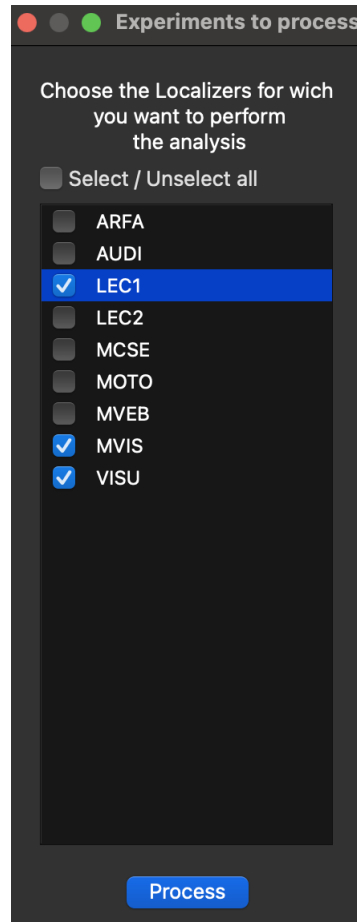 Experiments to process
Choose the Localizers for wich
you want to perform
the analysis
Select / Unselect all
ARFA
AUDI
LEC1
LEC2
MCSE
MOTO
MVEB
MVIS
VISU
Process